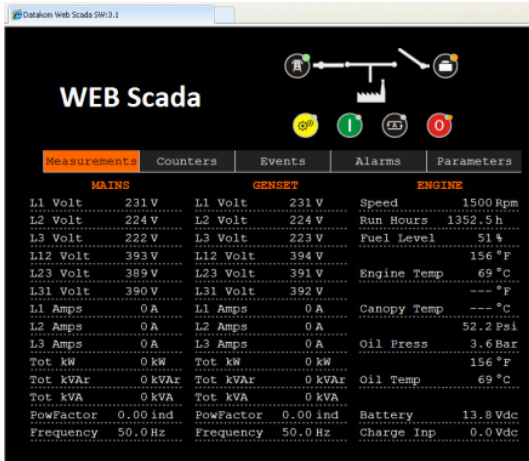 Datakom Web Scada SW:3.1
WEB Scada
Measurements Counters Events Alarms Parameters
MAINS GENSET ENGINE
L1 Volt 231 V L1 Volt 231 V Speed 1500 Rpm
L2 Volt 224 V L2 Volt 224 V Run Hours 1352.5 h
L3 Volt 222 V L3 Volt 223 V Fuel Level 51 %
L12 Volt 393 V L12 Volt 394 V 156 °F
L23 Volt 389 V L23 Volt 391 V Engine Temp 69 °C
L31 Volt 390 V L31 Volt 392 V --- °F
L1 Amps 0 A L1 Amps 0 A Canopy Temp --- °C
L2 Amps 0 A L2 Amps 0 A 52.2 Psi
L3 Amps 0 A L3 Amps 0 A Oil Press 3.6 Bar
Tot kW 0 kW Tot kW 0 kW 156 °F
Tot kVAr 0 kVAr Tot kVAr 0 kVAr Oil Temp 69 °C
Tot kVA 0 kVA Tot kVA 0 kVA
PowFactor 0.00 ind PowFactor 0.00 ind Battery 13.8 Vdc
Frequency 50.0 Hz Frequency 50.0 Hz Charge Inp 0.0 Vdc